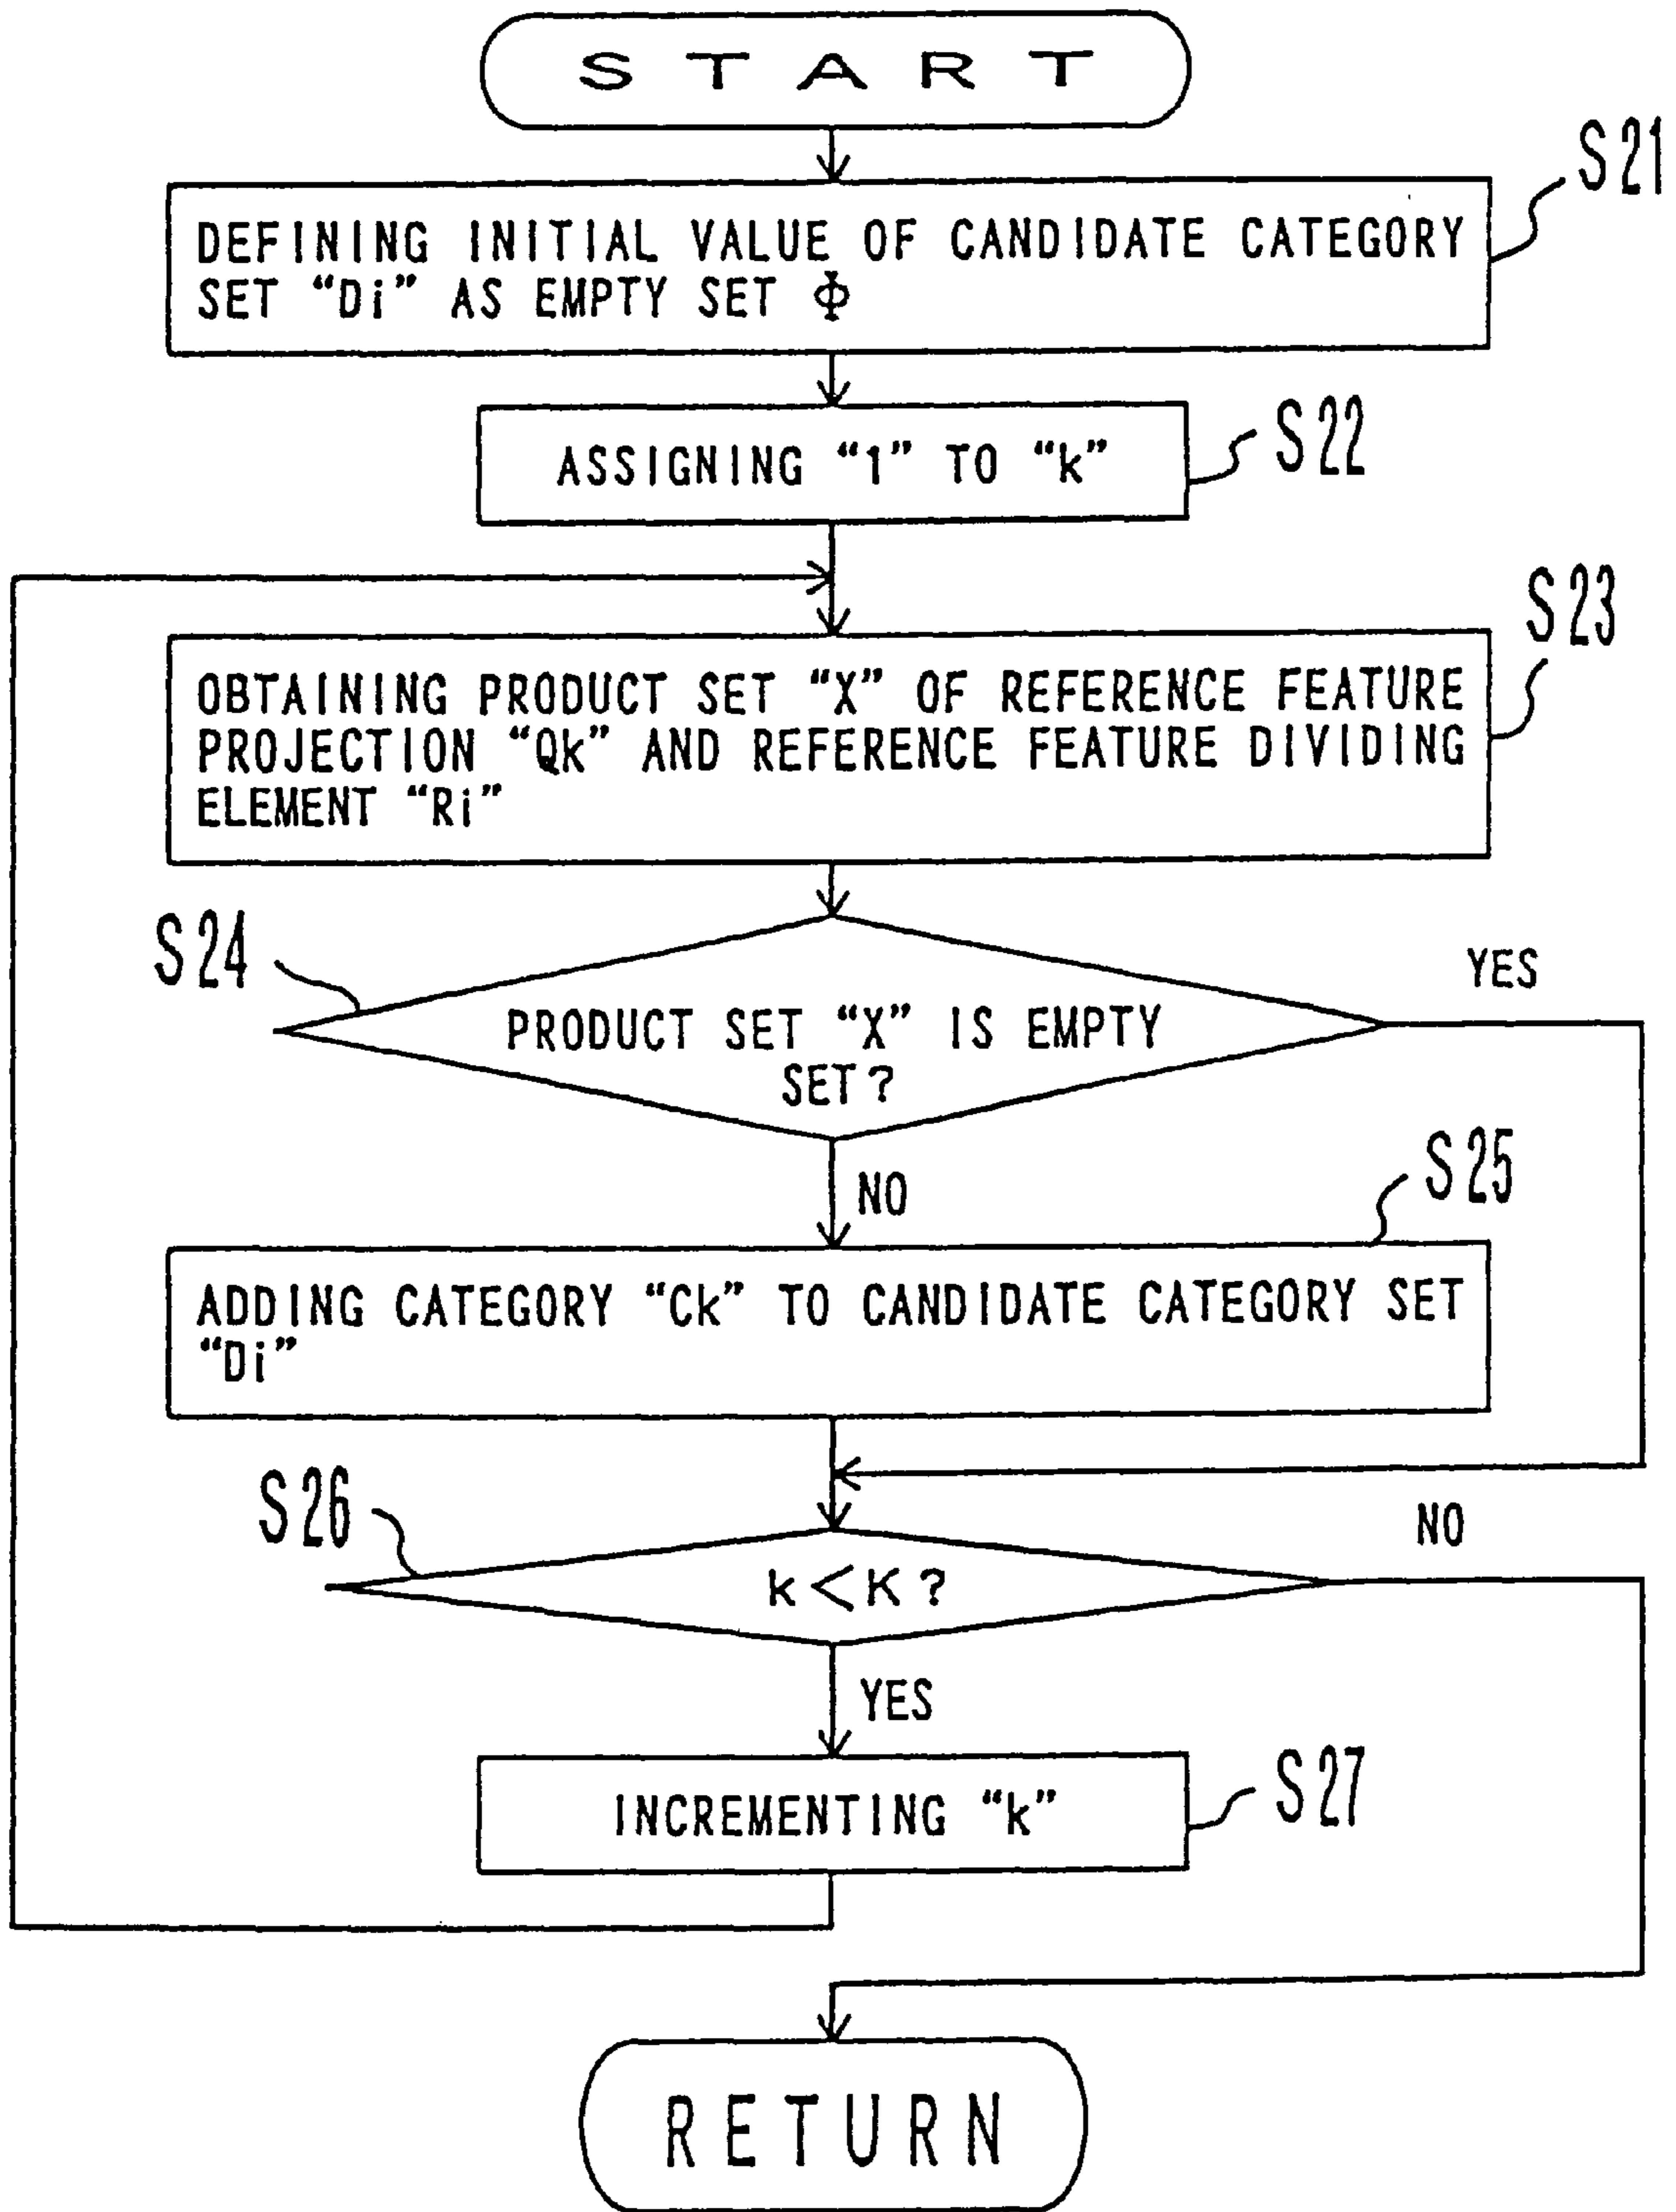 START
S21
DEFINING INITIAL VALUE OF CANDIDATE CATEGORY
SET “Di” AS EMPTY SET Φ
S22
ASSIGNING “1” TO “k”
S23
OBTAINING PRODUCT SET “X” OF REFERENCE FEATURE
PROJECTION “Qk” AND REFERENCE FEATURE DIVIDING
ELEMENT “Ri”
S24
YES
PRODUCT SET “X” IS EMPTY
SET?
NO
S25
ADDING CATEGORY “Ck” TO CANDIDATE CATEGORY SET
“Di”
S26
NO
k<K?
YES
S27
INCREMENTING “k”
RETURN